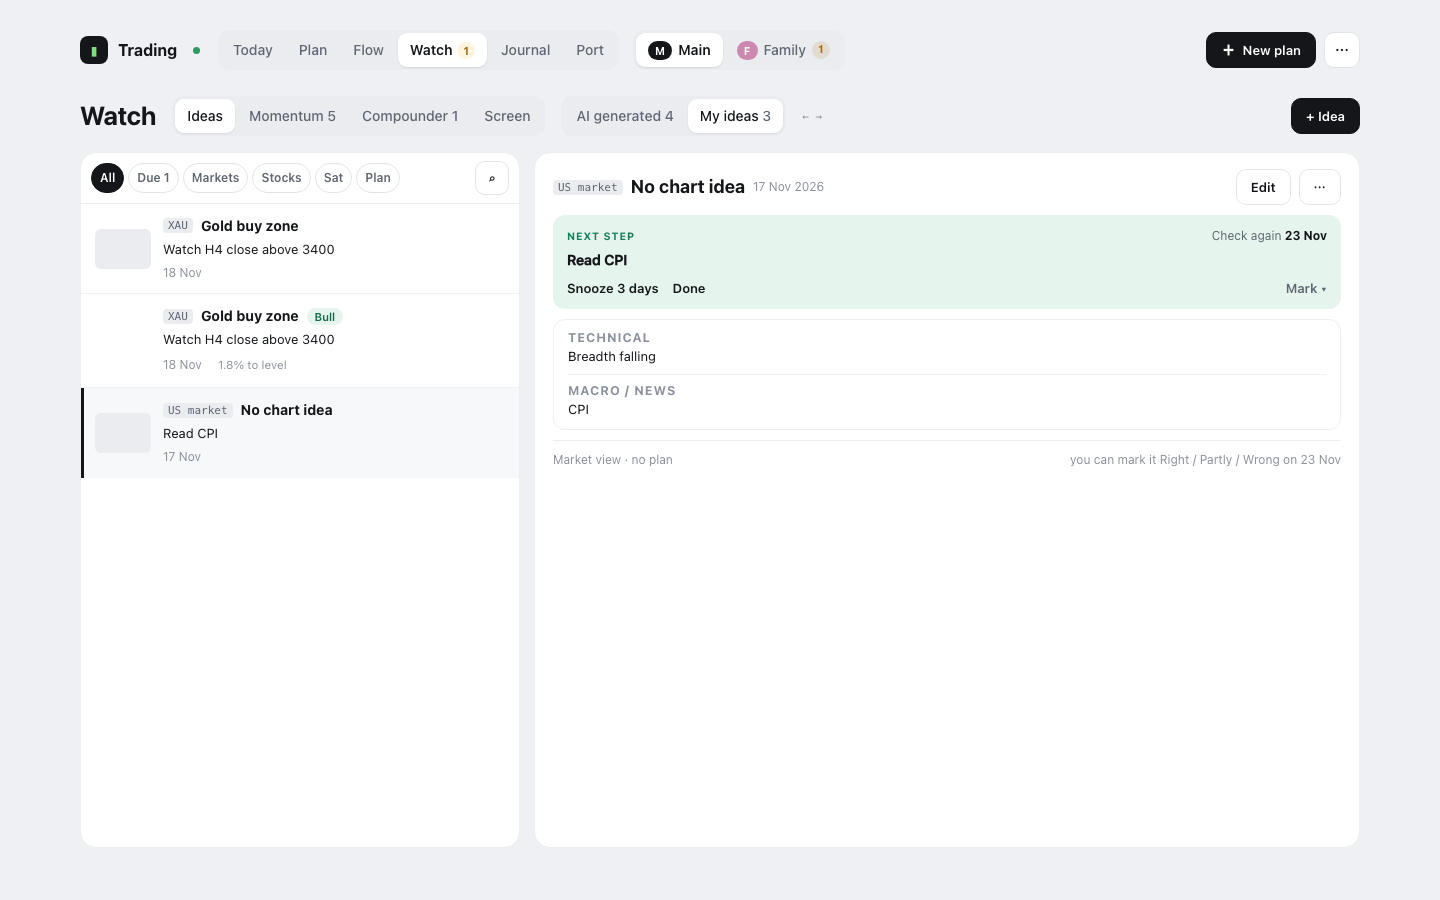 Trading Today Plan Flow Watch 1 Journal Port M Main F Family 1 + New plan ...
Watch Ideas Momentum 5 Compounder 1 Screen AI generated 4 My ideas 3 ← → + Idea
All Due 1 Markets Stocks Sat Plan
XAU Gold buy zone
Watch H4 close above 3400
18 Nov
XAU Gold buy zone Bull
Watch H4 close above 3400
18 Nov 1.8% to level
US market No chart idea
Read CPI
17 Nov
US market No chart idea 17 Nov 2026 Edit ...
NEXT STEP Check again 23 Nov
Read CPI
Snooze 3 days Done Mark ▾
TECHNICAL
Breadth falling
MACRO / NEWS
CPI
Market view · no plan you can mark it Right / Partly / Wrong on 23 Nov